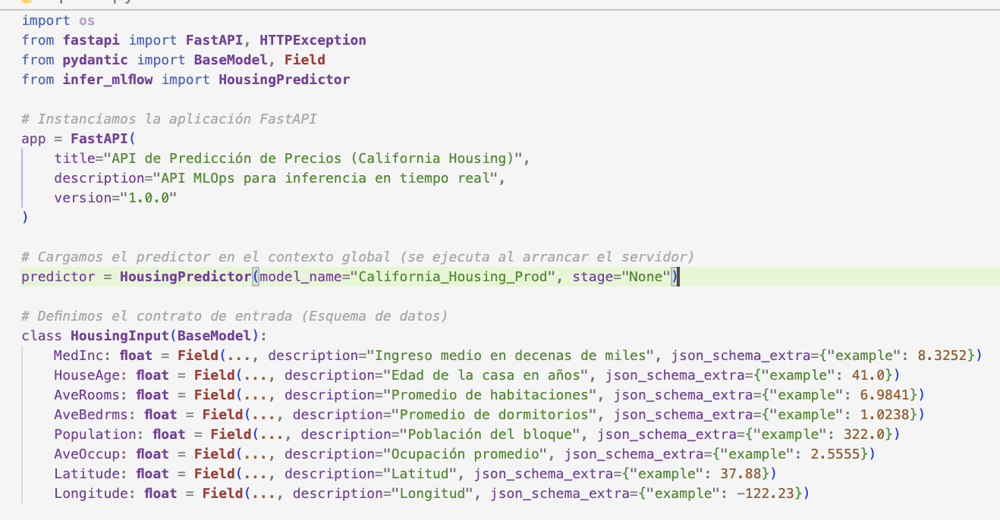 import os
from fastapi import FastAPI, HTTPException
from pydantic import BaseModel, Field
from infer_mlflow import HousingPredictor

# Instanciamos la aplicación FastAPI
app = FastAPI(
    title="API de Predicción de Precios (California Housing)",
    description="API MLOps para inferencia en tiempo real",
    version="1.0.0"
)

# Cargamos el predictor en el contexto global (se ejecuta al arrancar el servidor)
predictor = HousingPredictor(model_name="California_Housing_Prod", stage="None")

# Definimos el contrato de entrada (Esquema de datos)
class HousingInput(BaseModel):
    MedInc: float = Field(..., description="Ingreso medio en decenas de miles", json_schema_extra={"example": 8.3252})
    HouseAge: float = Field(..., description="Edad de la casa en años", json_schema_extra={"example": 41.0})
    AveRooms: float = Field(..., description="Promedio de habitaciones", json_schema_extra={"example": 6.9841})
    AveBedrms: float = Field(..., description="Promedio de dormitorios", json_schema_extra={"example": 1.0238})
    Population: float = Field(..., description="Población del bloque", json_schema_extra={"example": 322.0})
    AveOccup: float = Field(..., description="Ocupación promedio", json_schema_extra={"example": 2.5555})
    Latitude: float = Field(..., description="Latitud", json_schema_extra={"example": 37.88})
    Longitude: float = Field(..., description="Longitud", json_schema_extra={"example": -122.23})